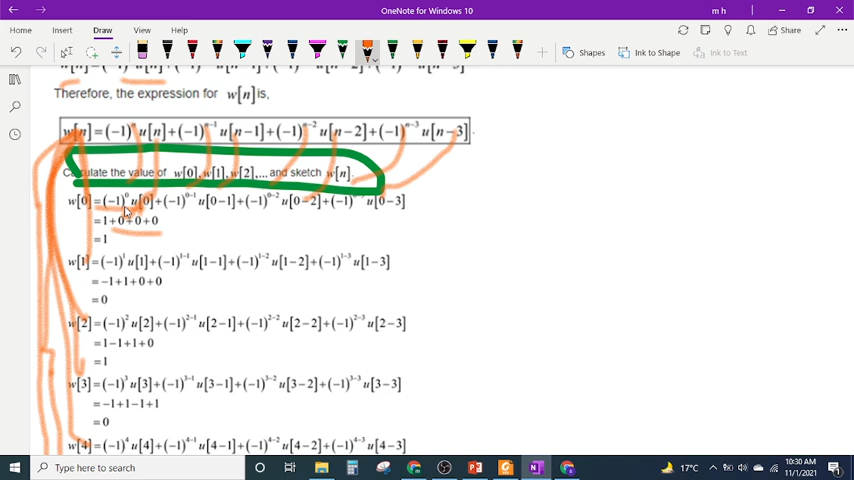 OneNote for Windows 10
m h
Home Insert Draw View Help
Share
Shapes Ink to Shape Ink to Text
Therefore, the expression for w[n] is,
w[n]=(−1)ⁿ u[n]+(−1)ⁿ⁻¹ u[n−1]+(−1)ⁿ⁻² u[n−2]+(−1)ⁿ⁻³ u[n−3].
Calculate the value of w[0], w[1], w[2],... and sketch w[n].
w[0]=(−1)⁰ u[0]+(−1)⁰⁻¹ u[0−1]+(−1)⁰⁻² u[0−2]+(−1) u[0−3]
=1+0+0+0
=1
w[1]=(−1)¹ u[1]+(−1)¹⁻¹ u[1−1]+(−1)¹⁻² u[1−2]+(−1)¹⁻³ u[1−3]
=−1+1+0+0
=0
w[2]=(−1)² u[2]+(−1)²⁻¹ u[2−1]+(−1)²⁻² u[2−2]+(−1)²⁻³ u[2−3]
=1−1+1+0
=1
w[3]=(−1)³ u[3]+(−1)³⁻¹ u[3−1]+(−1)³⁻² u[3−2]+(−1)³⁻³ u[3−3]
=−1+1−1+1
=0
w[4]=(−1)⁴ u[4]+(−1)⁴⁻¹ u[4−1]+(−1)⁴⁻² u[4−2]+(−1)⁴⁻³ u[4−3]
Type here to search
17°C
10:30 AM
11/1/2021